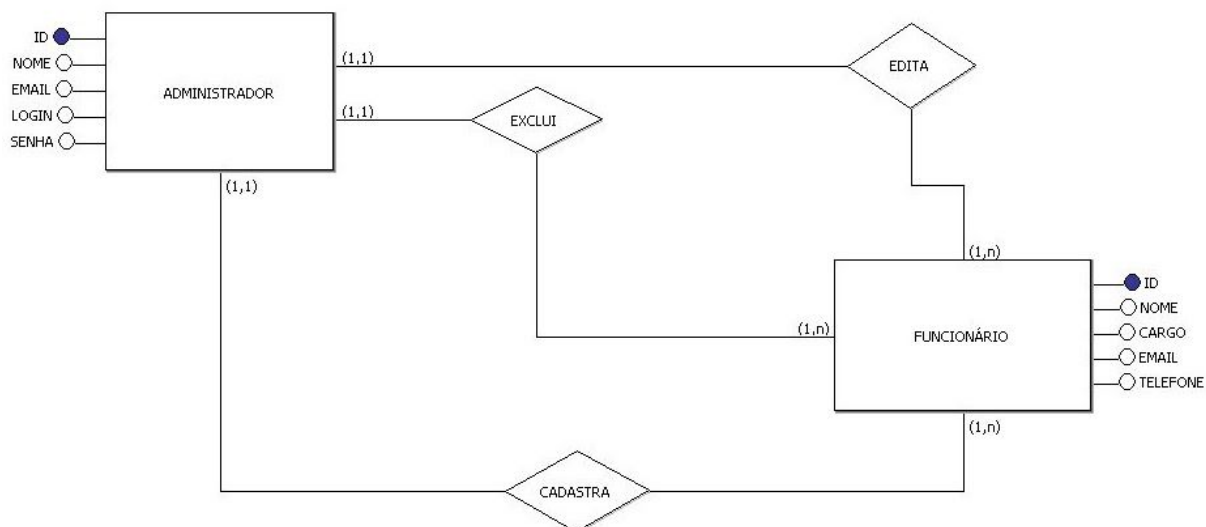 ID
NOME
EMAIL
LOGIN
SENHA
ADMINISTRADOR
(1,1)
(1,1)
(1,1)
EDITA
EXCLUI
(1,n)
(1,n)
FUNCIONÁRIO
ID
NOME
CARGO
EMAIL
TELEFONE
(1,n)
CADASTRA